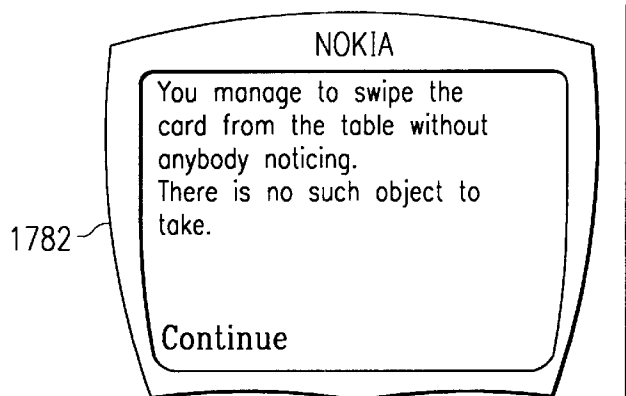 NOKIA
You manage to swipe the
card from the table without
anybody noticing.
There is no such object to
take.
1782
Continue